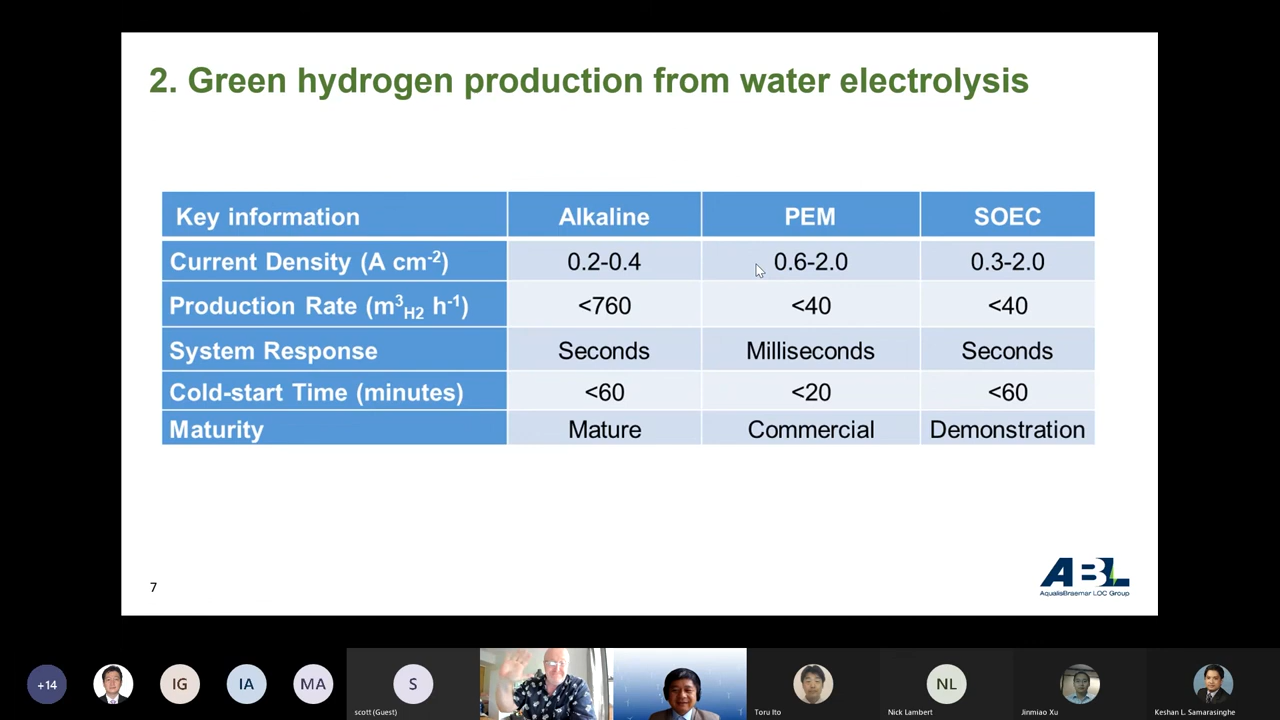 2. Green hydrogen production from water electrolysis
Key information Alkaline PEM SOEC
Current Density (A cm-2) 0.2-0.4 0.6-2.0 0.3-2.0
Production Rate (m3H2 h-1) <760 <40 <40
System Response Seconds Milliseconds Seconds
Cold-start Time (minutes) <60 <20 <60
Maturity Mature Commercial Demonstration
7
ABL
AqualisBraemar LOC Group
+14 IG IA MA S NL
scott (Guest) Toru Ito Nick Lambert Jinmiao Xu Keshan L. Samarasinghe